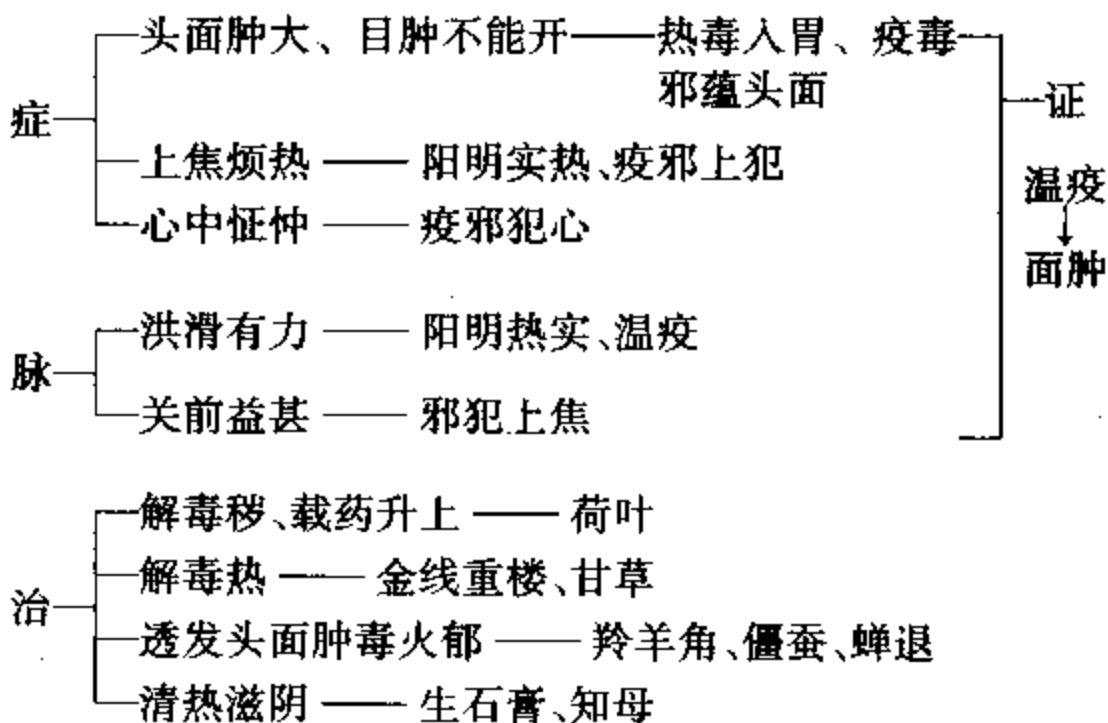 头面肿大、目肿不能开 热毒入胃、疫毒
邪蕴头面
症
证
上焦烦热 阳明实热、疫邪上犯
温疫
心中怔忡 疫邪犯心
面肿
洪滑有力 阳明热实、温疫
脉
关前益甚 邪犯上焦
解毒秽、载药升上 荷叶
解毒热 金线重楼、甘草
治
透发头面肿毒火郁 羚羊角、僵蚕、蝉退
清热滋阴 生石膏、知母